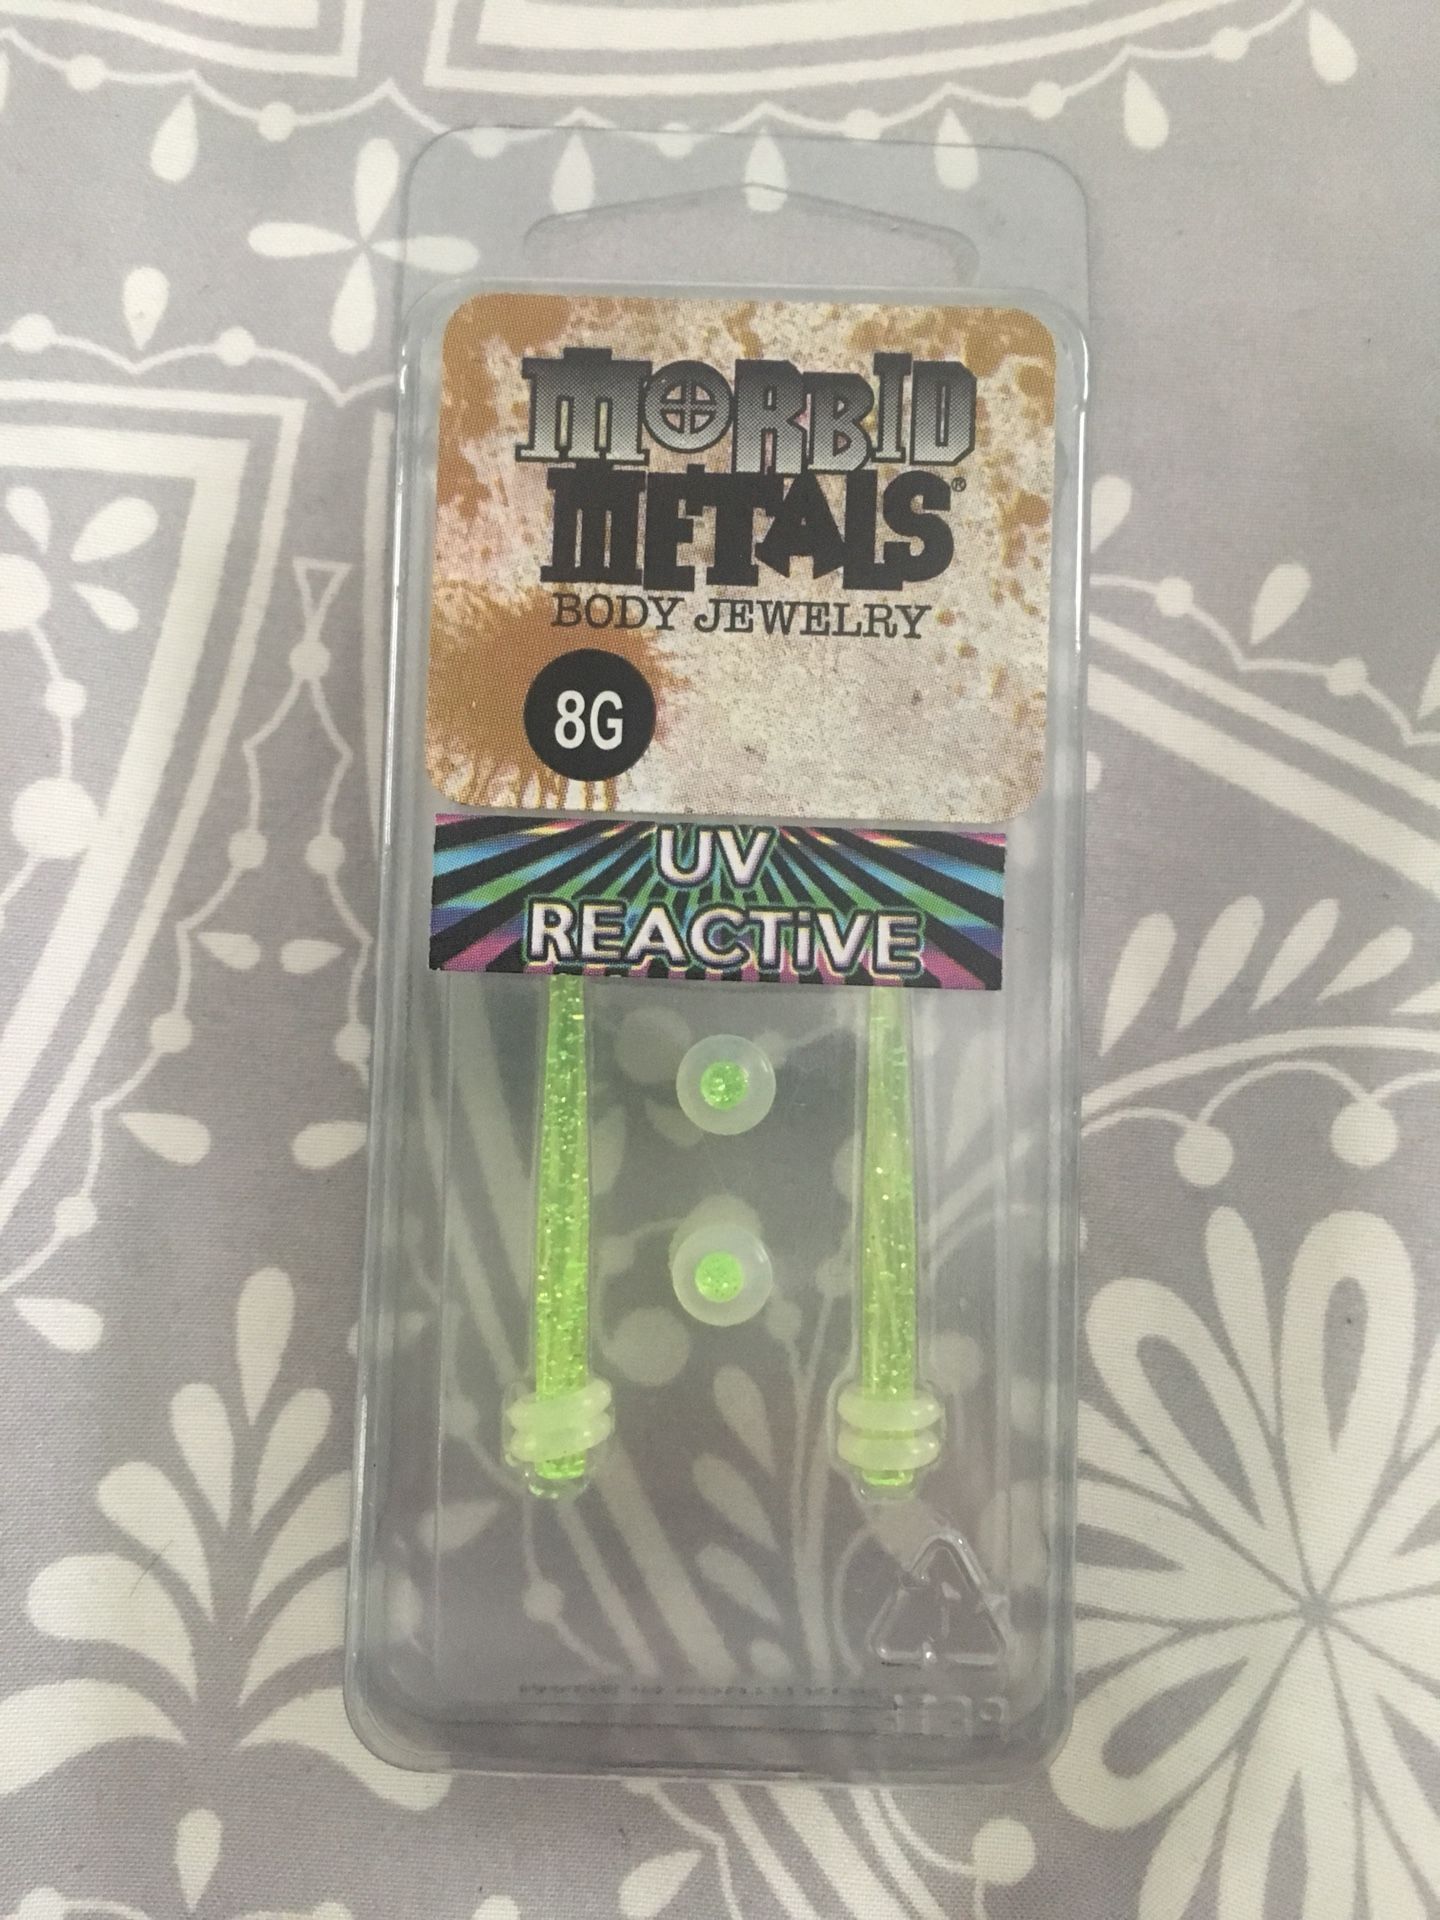 MORBID
METALS®
BODY JEWELRY
8G
UV
REACTiVE